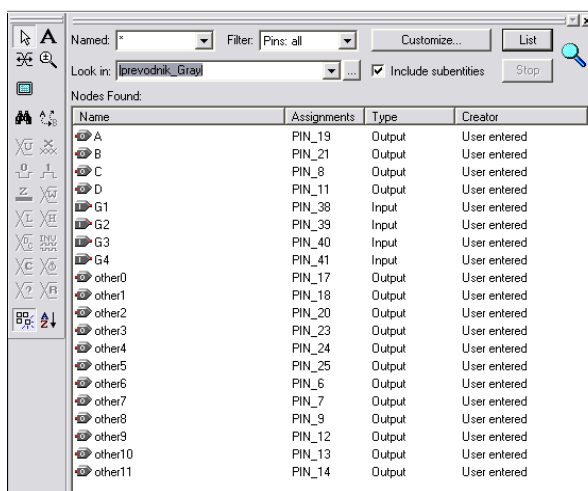 Named: * Filter: Pins: all Customize... List
Look in: |prevodnik_Gray| ... Include subentities Stop
Nodes Found:
Name Assignments Type Creator
A PIN_19 Output User entered
B PIN_21 Output User entered
C PIN_8 Output User entered
D PIN_11 Output User entered
G1 PIN_38 Input User entered
G2 PIN_39 Input User entered
G3 PIN_40 Input User entered
G4 PIN_41 Input User entered
other0 PIN_17 Output User entered
other1 PIN_18 Output User entered
other2 PIN_20 Output User entered
other3 PIN_23 Output User entered
other4 PIN_24 Output User entered
other5 PIN_25 Output User entered
other6 PIN_6 Output User entered
other7 PIN_7 Output User entered
other8 PIN_9 Output User entered
other9 PIN_12 Output User entered
other10 PIN_13 Output User entered
other11 PIN_14 Output User entered